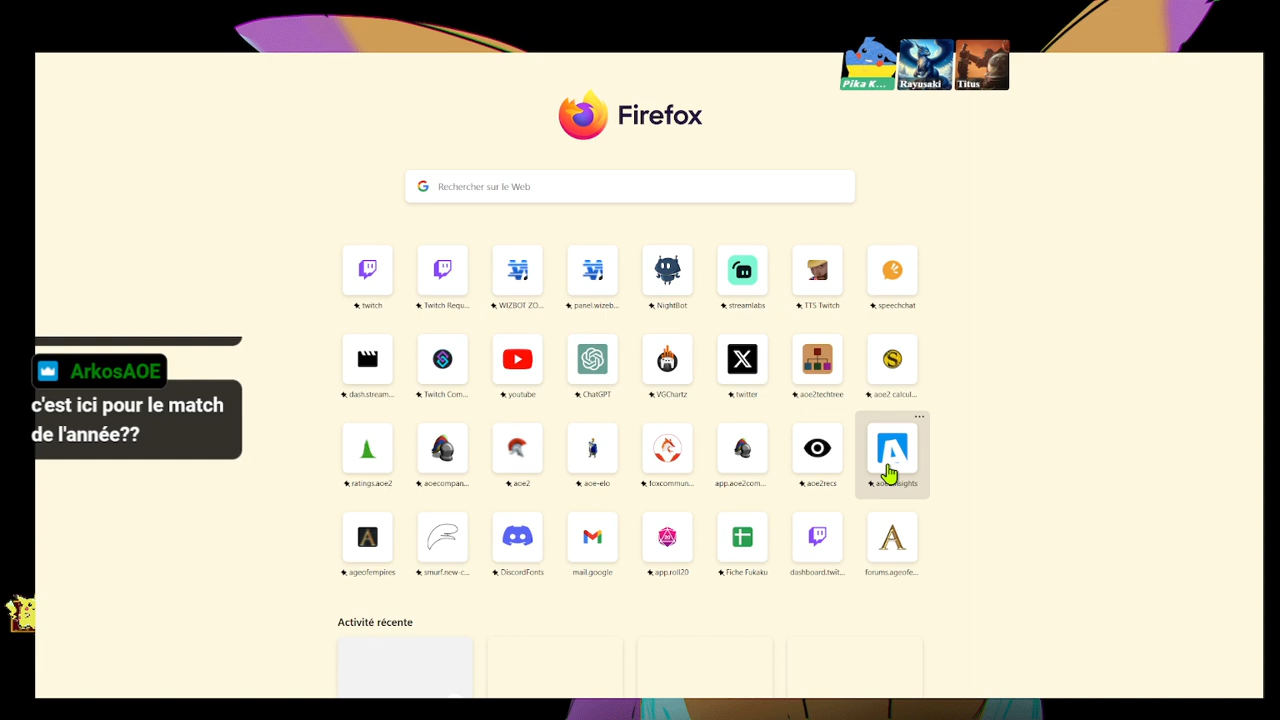 Pika K...
Rayusaki
Titus
Firefox
Rechercher sur le Web
twitch
Twitch Requ...
WIZBOT ZO...
panel.wizeb...
NightBot
streamlabs
TTS Twitch
speechchat
dash.stream...
Twitch Com...
youtube
ChatGPT
VGChartz
twitter
aoe2techtree
aoe2 calcul...
ArkosAOE
c'est ici pour le match
de l'année??
ratings.aoe2
aoecompan...
aoe2
aoe-elo
foxcommun...
app.aoe2com...
aoe2recs
ageofempires
smurf.new-c...
DiscordFonts
mail.google
app.roll20
Fiche Fukaku
dashboard.twit...
forums.ageofe...
Activité récente